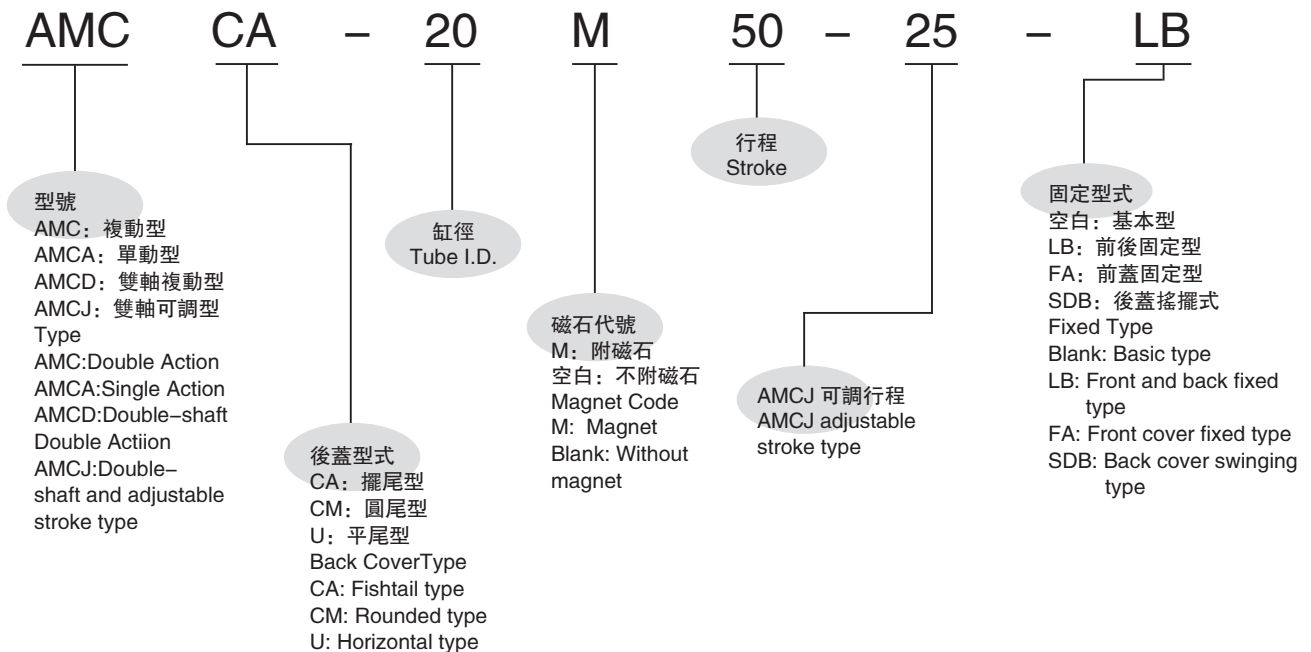 AMC CA – 20 M 50 – 25 – LB
型號
AMC：複動型
AMCA：單動型
AMCD：雙軸複動型
AMCJ：雙軸可調型
Type
AMC:Double Action
AMCA:Single Action
AMCD:Double–shaft
Double Actiion
AMCJ:Double–
shaft and adjustable
stroke type
後蓋型式
CA：擺尾型
CM：圓尾型
U：平尾型
Back CoverType
CA: Fishtail type
CM: Rounded type
U: Horizontal type
缸徑
Tube I.D.
磁石代號
M：附磁石
空白：不附磁石
Magnet Code
M: Magnet
Blank: Without
magnet
行程
Stroke
AMCJ 可調行程
AMCJ adjustable
stroke type
固定型式
空白：基本型
LB：前後固定型
FA：前蓋固定型
SDB：後蓋搖擺式
Fixed Type
Blank: Basic type
LB: Front and back fixed
type
FA: Front cover fixed type
SDB: Back cover swinging
type